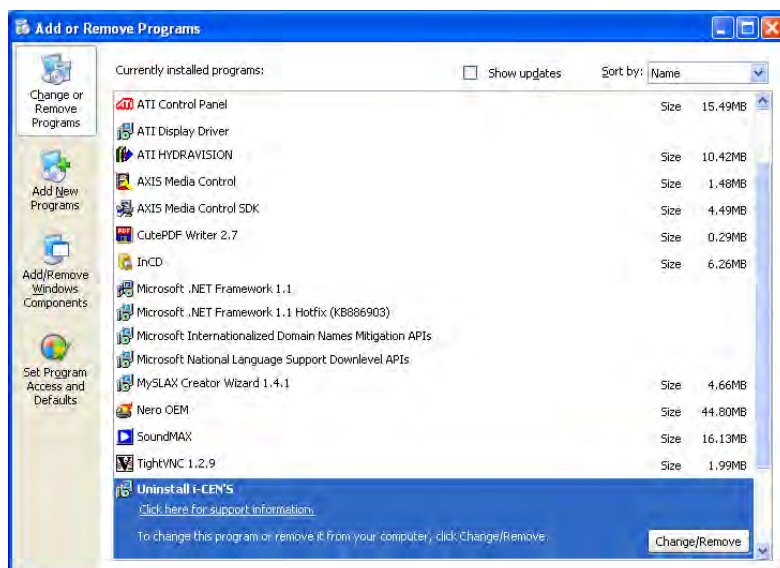 Add or Remove Programs
Change or
Remove
Programs
Add New
Programs
Add/Remove
Windows
Components
Set Program
Access and
Defaults
Currently installed programs:
Show updates
Sort by: Name
ATI ATI Control Panel Size 15.49MB
ATI Display Driver
ATI HYDRAVISION Size 10.42MB
AXIS Media Control Size 1.48MB
AXIS Media Control SDK Size 4.49MB
PDF CutePDF Writer 2.7 Size 0.29MB
InCD Size 6.26MB
Microsoft .NET Framework 1.1
Microsoft .NET Framework 1.1 Hotfix (KB886903)
Microsoft Internationalized Domain Names Mitigation APIs
Microsoft National Language Support Downlevel APIs
MySLAX Creator Wizard 1.4.1 Size 4.66MB
Nero OEM Size 44.80MB
SoundMAX Size 16.13MB
TightVNC 1.2.9 Size 1.99MB
Uninstall i-CEN'S
Click here for support information.
To change this program or remove it from your computer, click Change/Remove.
Change/Remove